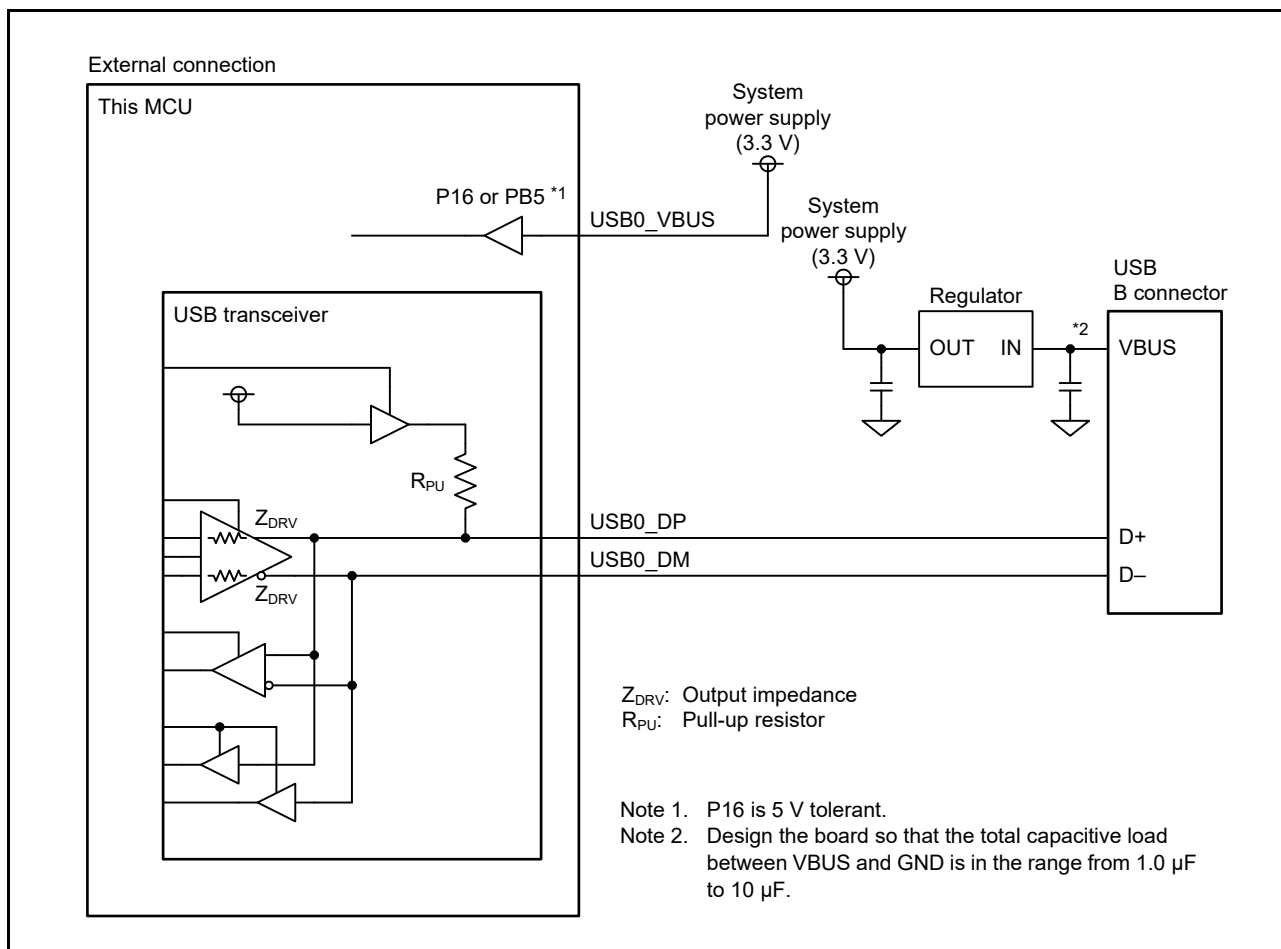 External connection
This MCU
System
power supply
(3.3 V)
P16 or PB5 *1
USB0_VBUS
System
power supply
(3.3 V)
USB
B connector
Regulator
OUT IN
*2
VBUS
USB transceiver
RPU
ZDRV
USB0_DP
D+
USB0_DM
D–
ZDRV
ZDRV: Output impedance
RPU: Pull-up resistor
Note 1. P16 is 5 V tolerant.
Note 2. Design the board so that the total capacitive load
between VBUS and GND is in the range from 1.0 µF
to 10 µF.